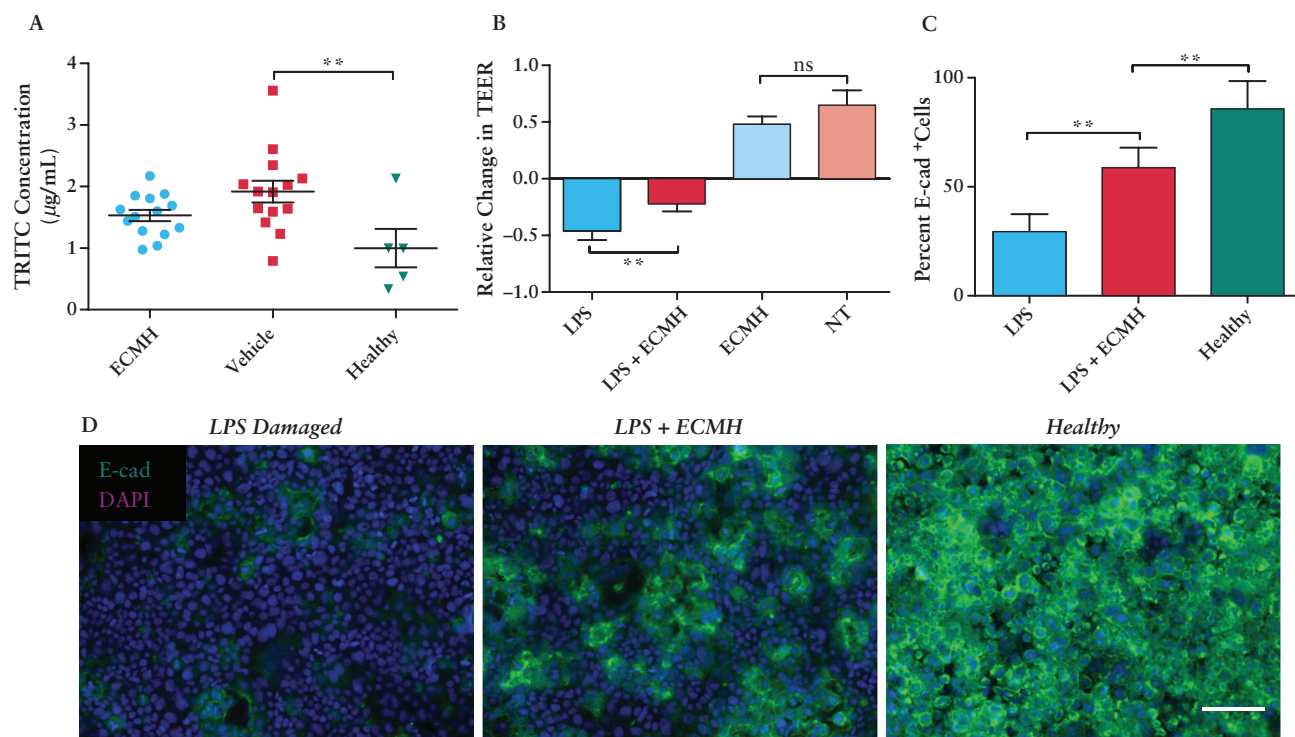 A
TRITC Concentration
(µg/mL)
4
3
2
1
0
**
ECMH
Vehicle
Healthy
B
Relative Change in TEER
1.0
0.5
0.0
−0.5
−1.0
ns
**
LPS
LPS + ECMH
ECMH
NT
C
Percent E-cad +Cells
100
50
0
**
**
LPS
LPS + ECMH
Healthy
D
LPS Damaged
LPS + ECMH
Healthy
E-cad
DAPI